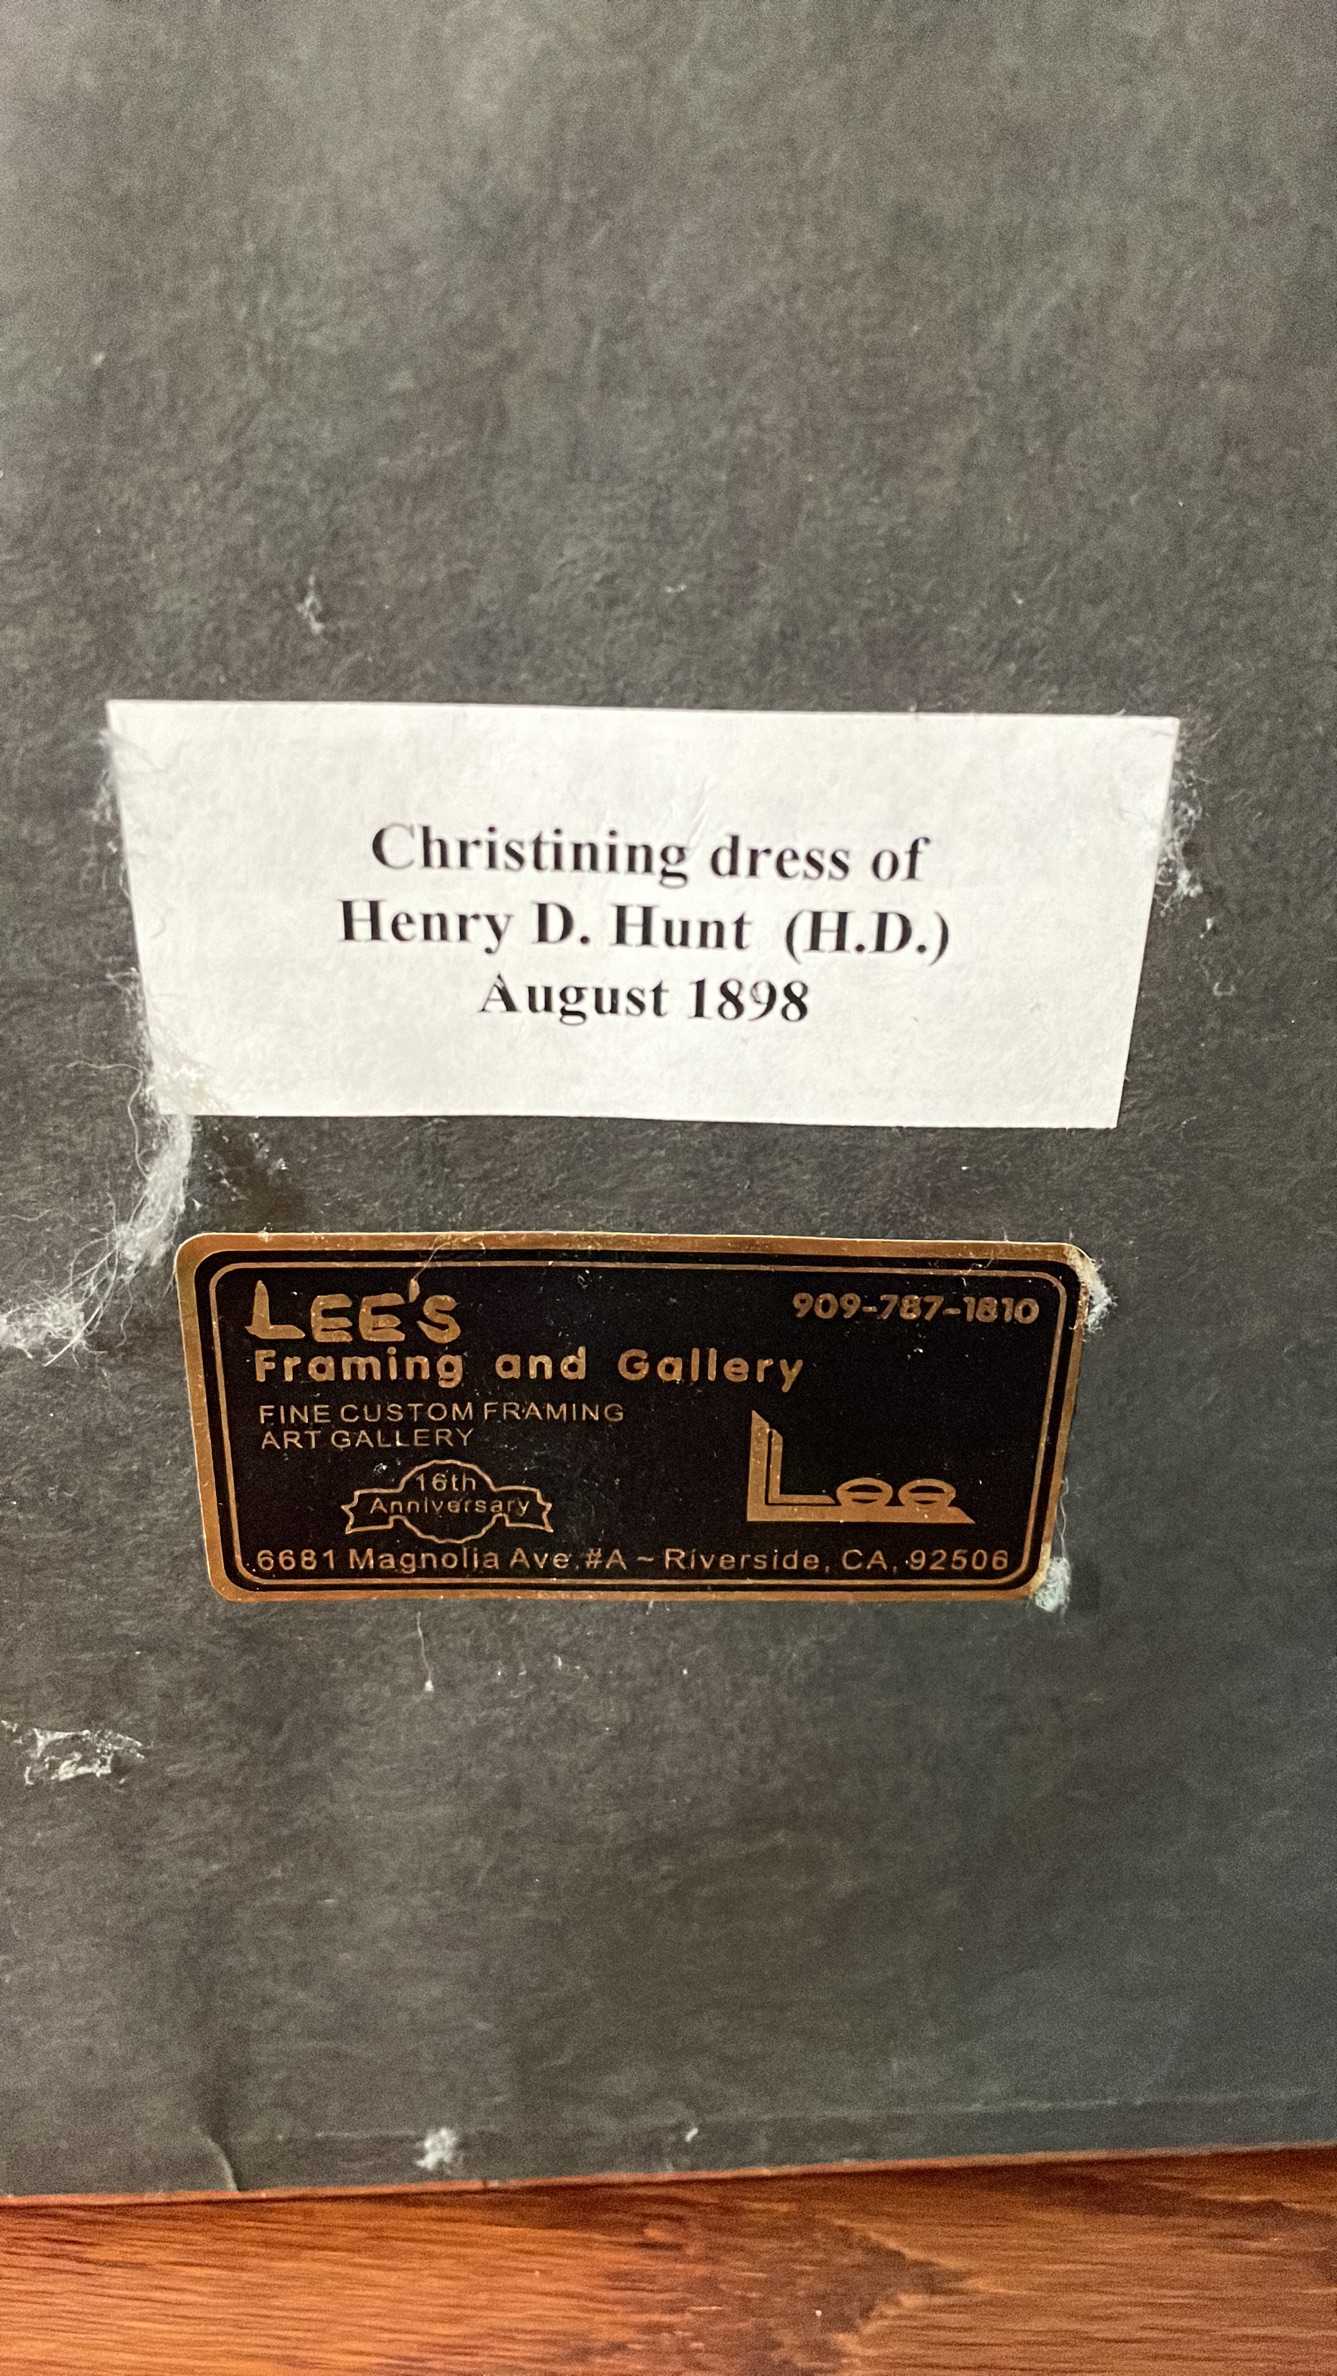 Christining dress of
Henry D. Hunt (H.D.)
August 1898
LEE'S
909-787-1810
Framing and Gallery
FINE CUSTOM FRAMING
ART GALLERY
Lee
16th
Anniversary
6681 Magnolia Ave. #A ~ Riverside, CA, 92506